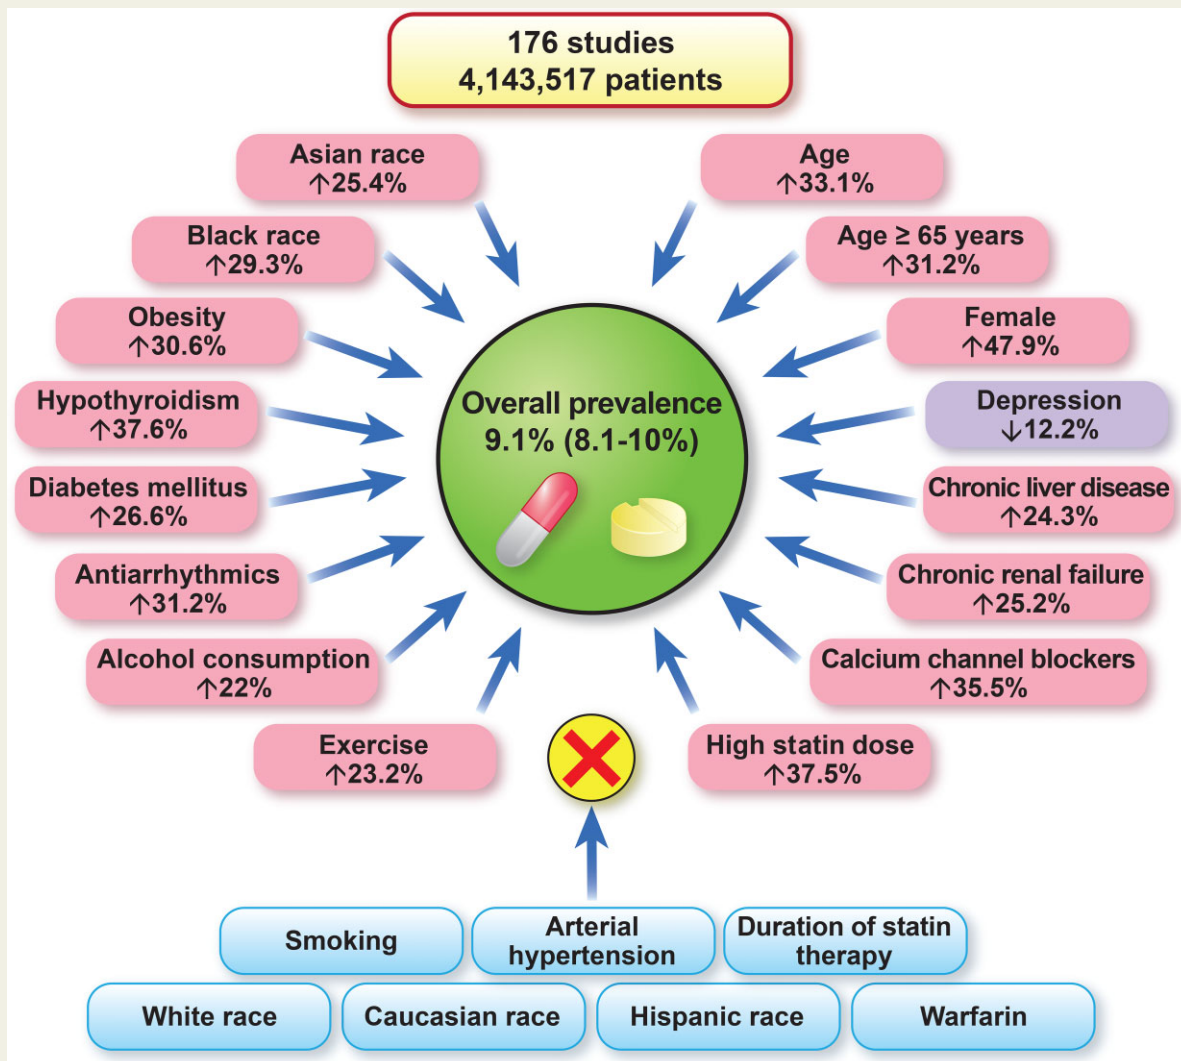 176 studies
4,143,517 patients
Asian race
↑25.4%
Age
↑33.1%
Black race
↑29.3%
Age ≥ 65 years
↑31.2%
Obesity
↑30.6%
Female
↑47.9%
Hypothyroidism
↑37.6%
Overall prevalence
9.1% (8.1-10%)
Depression
↓12.2%
Diabetes mellitus
↑26.6%
Chronic liver disease
↑24.3%
Antiarrhythmics
↑31.2%
Chronic renal failure
↑25.2%
Alcohol consumption
↑22%
Calcium channel blockers
↑35.5%
Exercise
↑23.2%
High statin dose
↑37.5%
Smoking
Arterial
hypertension
Duration of statin
therapy
White race
Caucasian race
Hispanic race
Warfarin